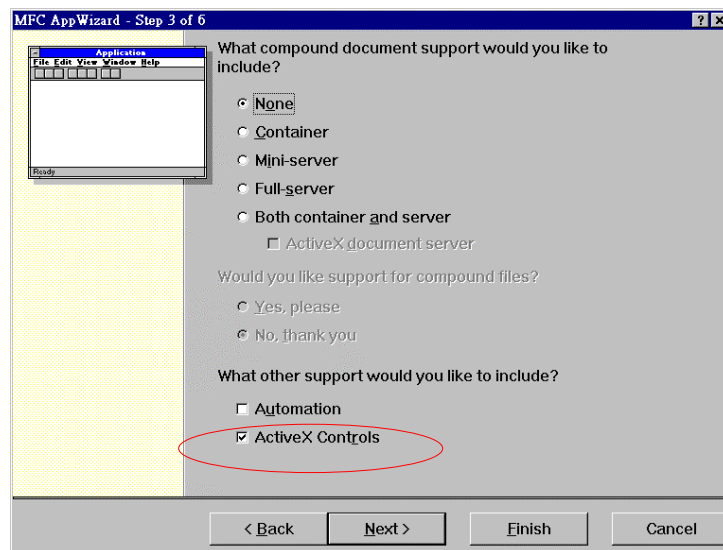 MFC AppWizard - Step 3 of 6
Application
File Edit View Window Help
Ready
What compound document support would you like to
include?
None
Container
Mini-server
Full-server
Both container and server
ActiveX document server
Would you like support for compound files?
Yes, please
No, thank you
What other support would you like to include?
Automation
ActiveX Controls
< Back Next > Finish Cancel